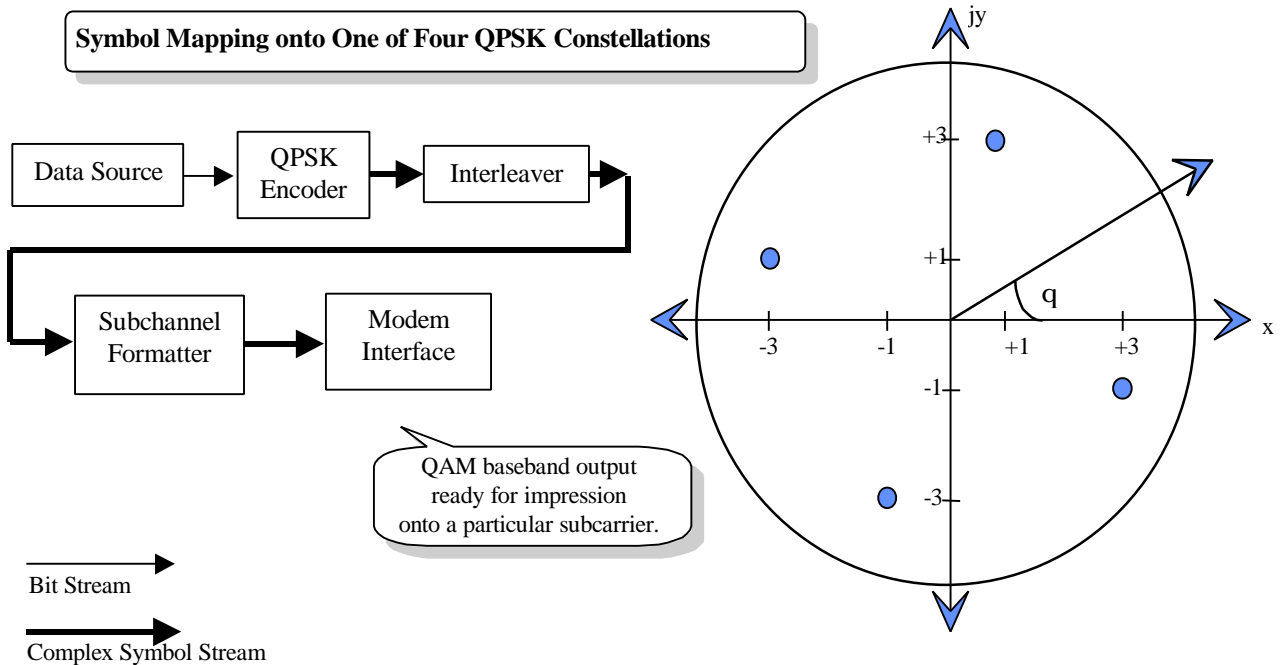 Symbol Mapping onto One of Four QPSK Constellations
Data Source
QPSK
Encoder
Interleaver
Subchannel
Formatter
Modem
Interface
QAM baseband output
ready for impression
onto a particular subcarrier.
Bit Stream
Complex Symbol Stream
jy
+3
+1
q
x
-3
-1
+1
+3
-1
-3